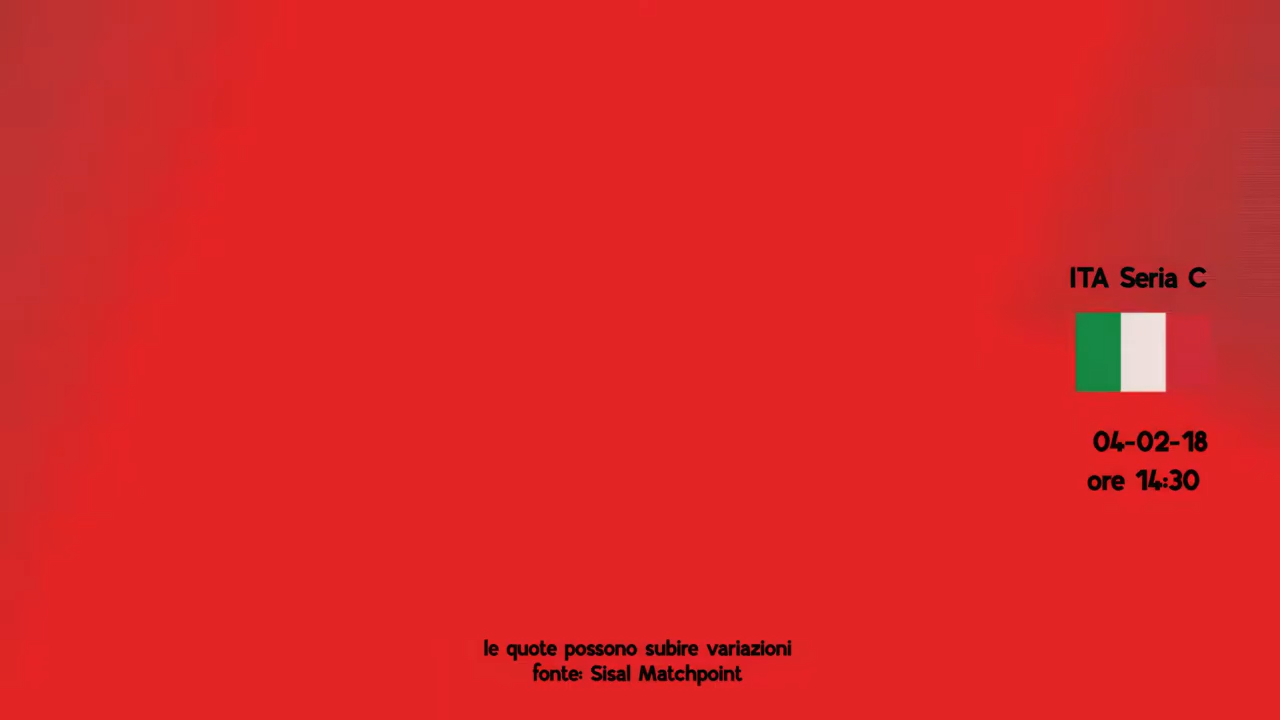 ITA Seria C
04-02-18
ore 14:30
le quote possono subire variazioni
fonte: Sisal Matchpoint